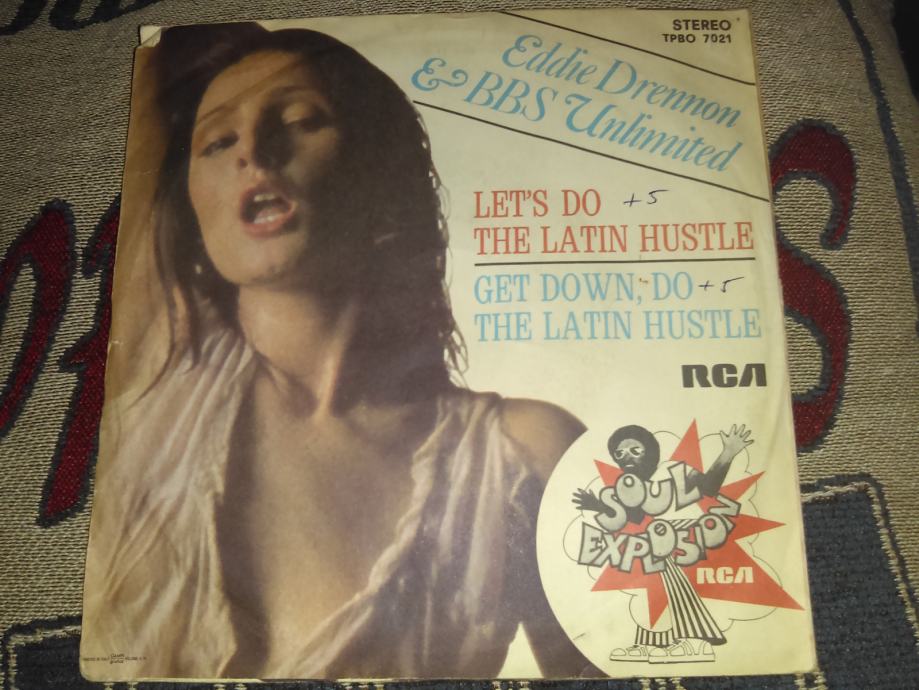 STEREO
TPBO 7021
Eddie Drennon
& BBS Unlimited
LET'S DO +5
THE LATIN HUSTLE
GET DOWN, DO +5
THE LATIN HUSTLE
RCA
SOUL
EXPLOSION
RCA